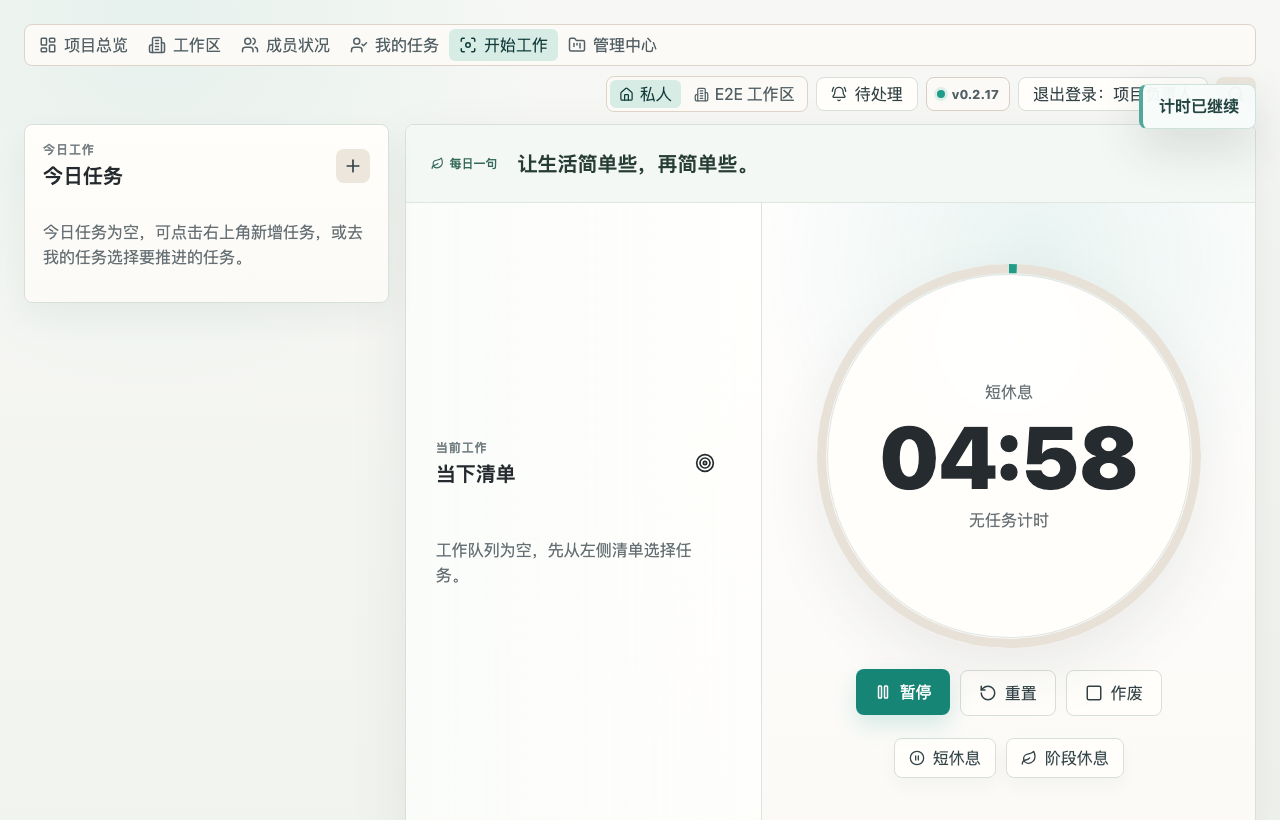 项目总览 工作区 成员状况 我的任务 开始工作 管理中心
私人 E2E 工作区 待处理 v0.2.17 退出登录：项目
计时已继续
今日工作
今日任务
今日任务为空，可点击右上角新增任务，或去
我的任务选择要推进的任务。
每日一句 让生活简单些，再简单些。
当前工作
当下清单
工作队列为空，先从左侧清单选择任
务。
短休息
04:58
无任务计时
暂停 重置 作废
短休息 阶段休息